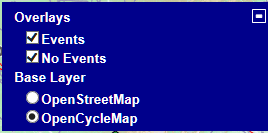 Overlays
Events
No Events
Base Layer
OpenStreetMap
OpenCycleMap